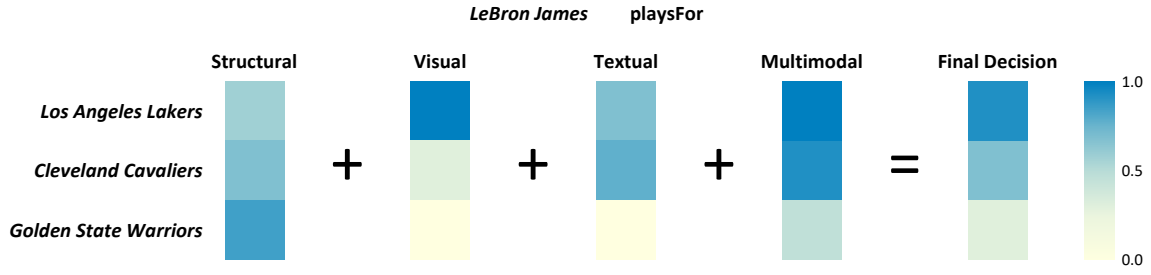 LeBron James playsFor
Structural Visual Textual Multimodal Final Decision
Los Angeles Lakers 1.0
Cleveland Cavaliers + + + = 0.5
Golden State Warriors
0.0